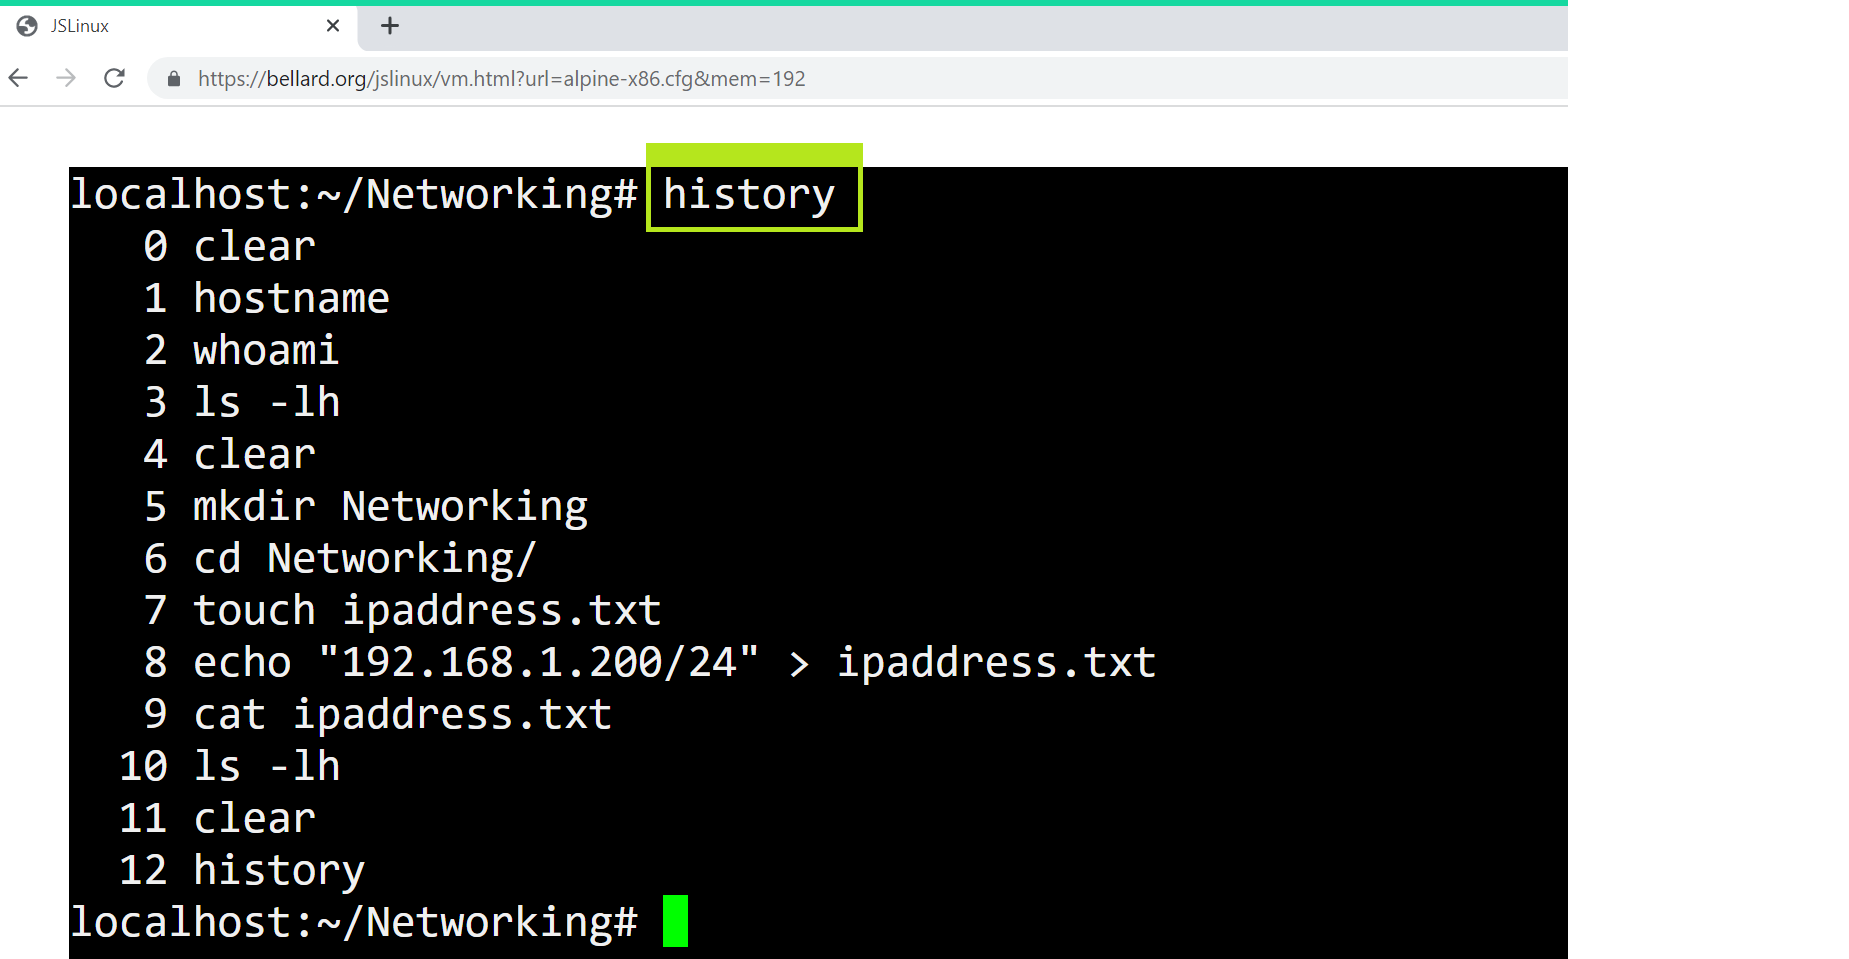 JSLinux
https://bellard.org/jslinux/vm.html?url=alpine-x86.cfg&mem=192
localhost:~/Networking# history
0 clear
1 hostname
2 whoami
3 ls -lh
4 clear
5 mkdir Networking
6 cd Networking/
7 touch ipaddress.txt
8 echo "192.168.1.200/24" > ipaddress.txt
9 cat ipaddress.txt
10 ls -lh
11 clear
12 history
localhost:~/Networking#